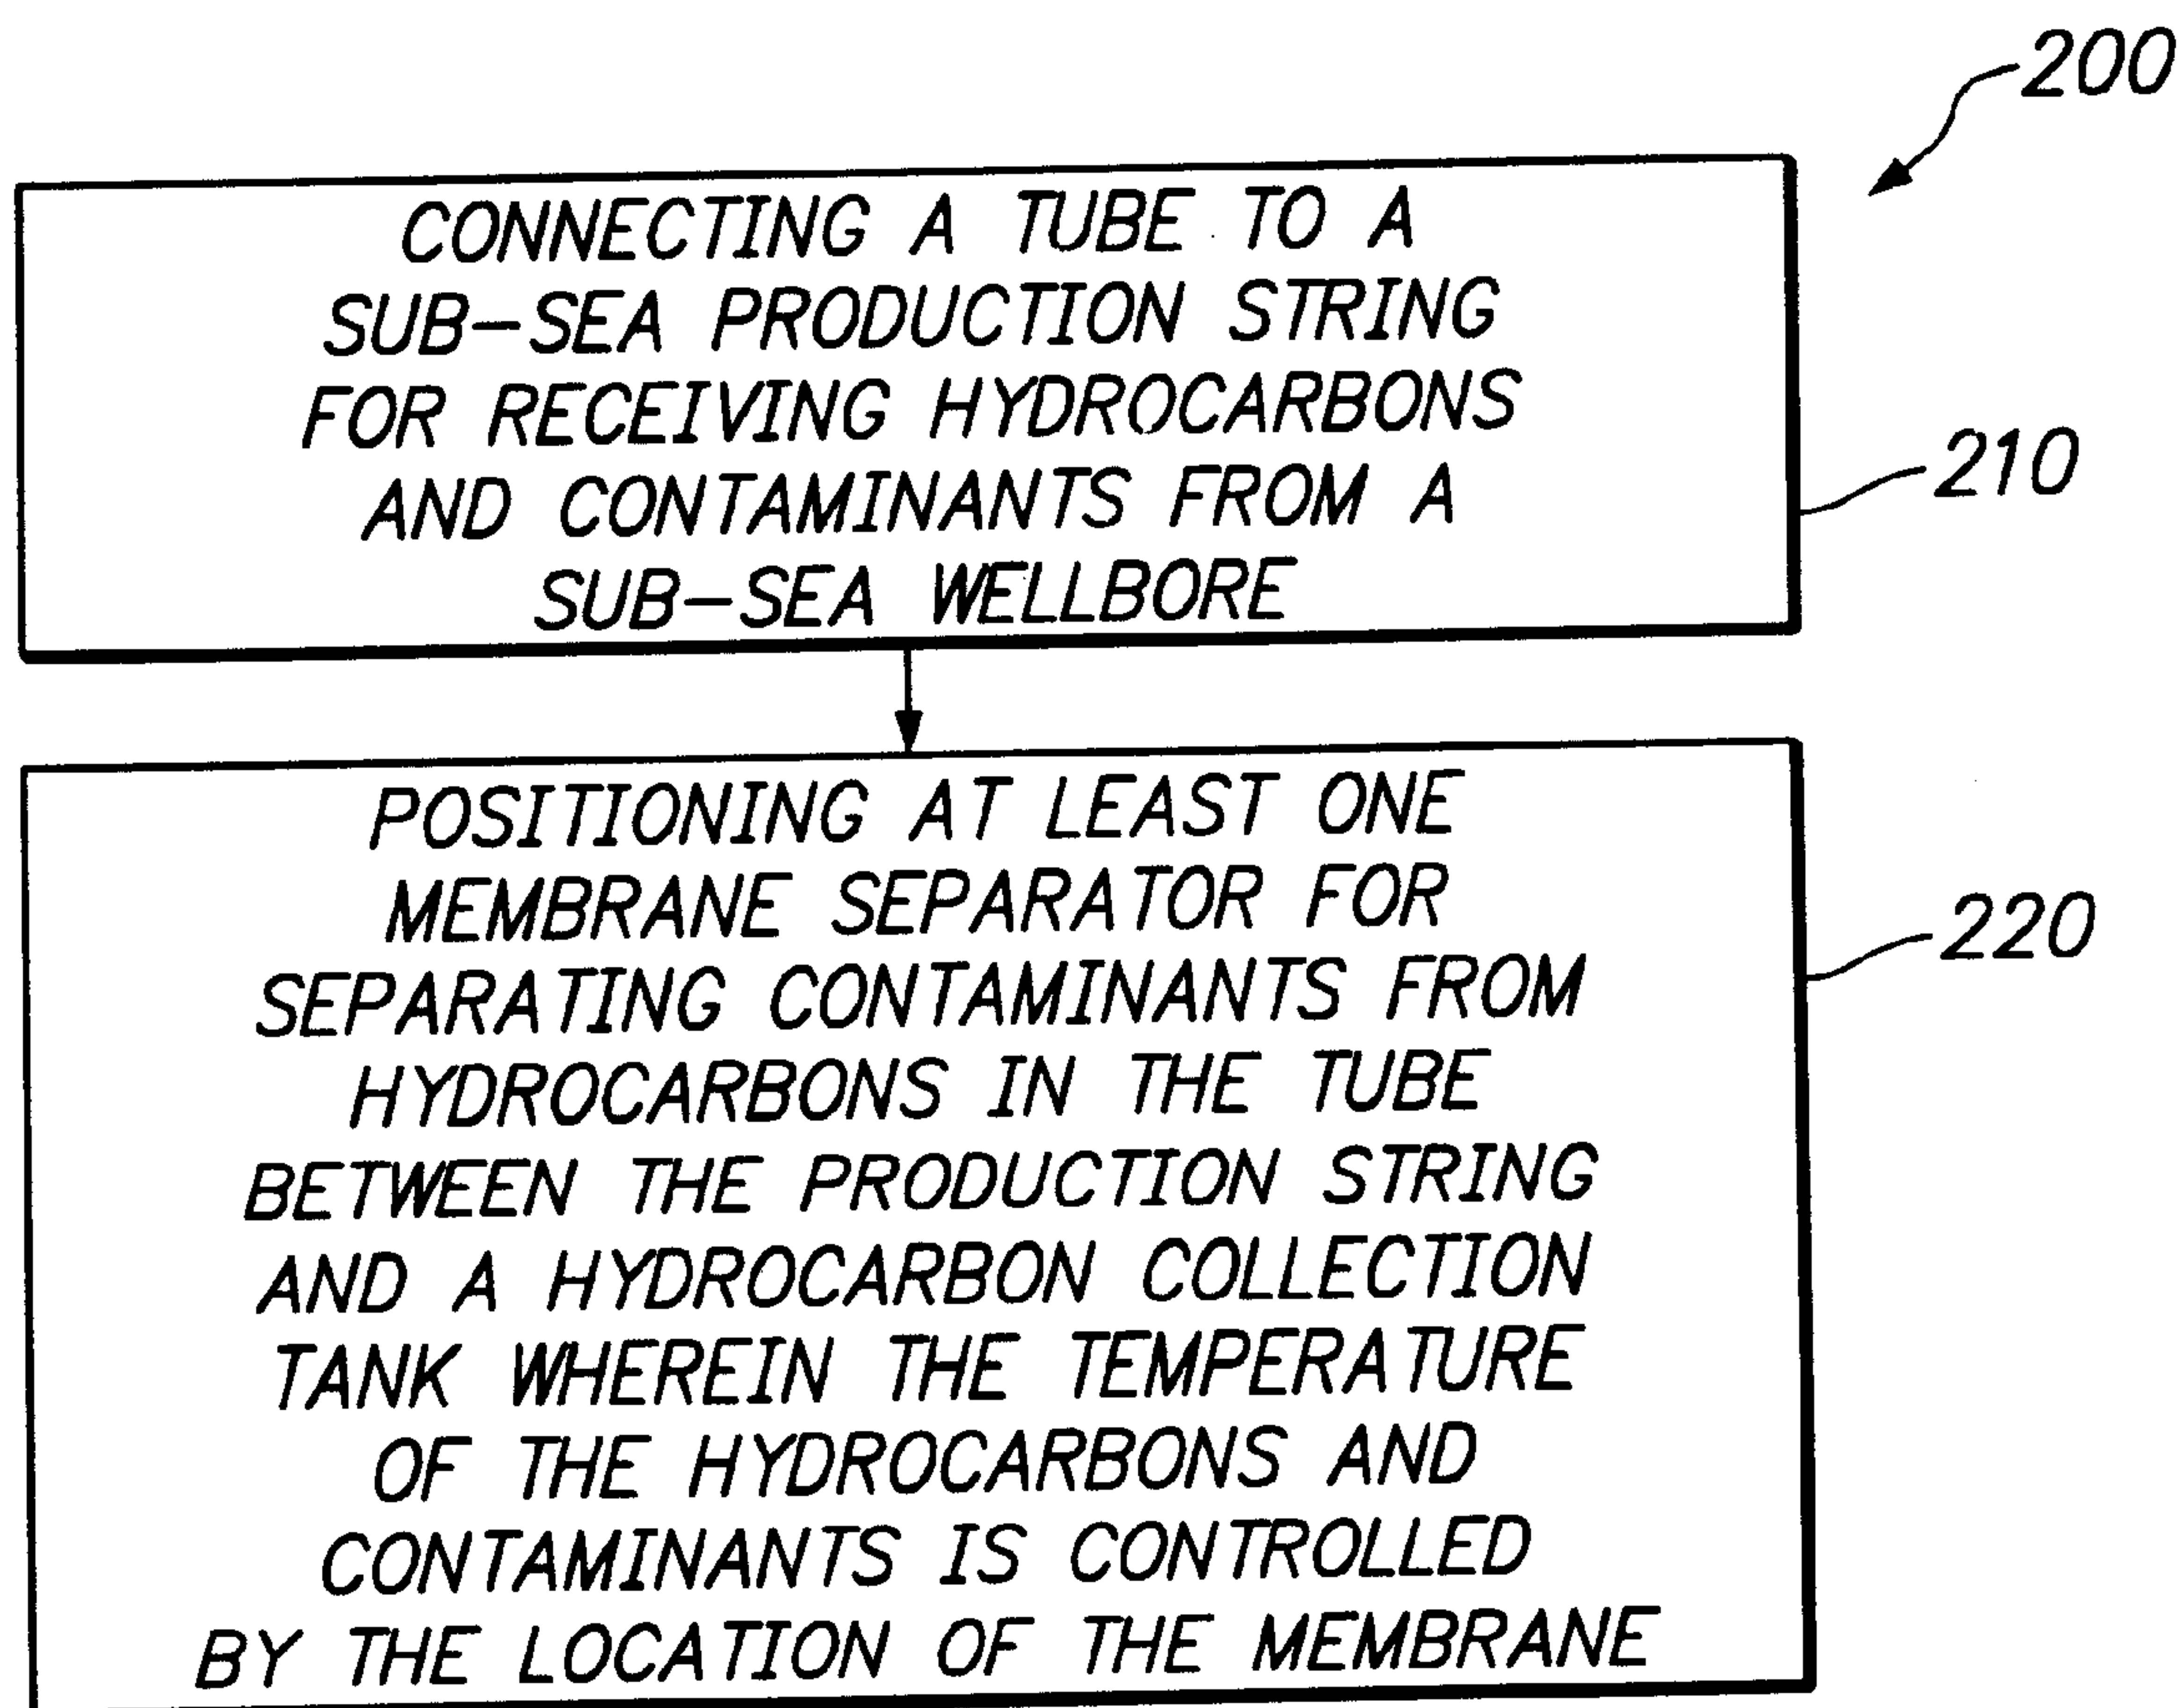 200
CONNECTING A TUBE TO A
SUB-SEA PRODUCTION STRING
FOR RECEIVING HYDROCARBONS
AND CONTAMINANTS FROM A
SUB-SEA WELLBORE
210
POSITIONING AT LEAST ONE
MEMBRANE SEPARATOR FOR
SEPARATING CONTAMINANTS FROM
HYDROCARBONS IN THE TUBE
BETWEEN THE PRODUCTION STRING
AND A HYDROCARBON COLLECTION
TANK WHEREIN THE TEMPERATURE
OF THE HYDROCARBONS AND
CONTAMINANTS IS CONTROLLED
BY THE LOCATION OF THE MEMBRANE
220